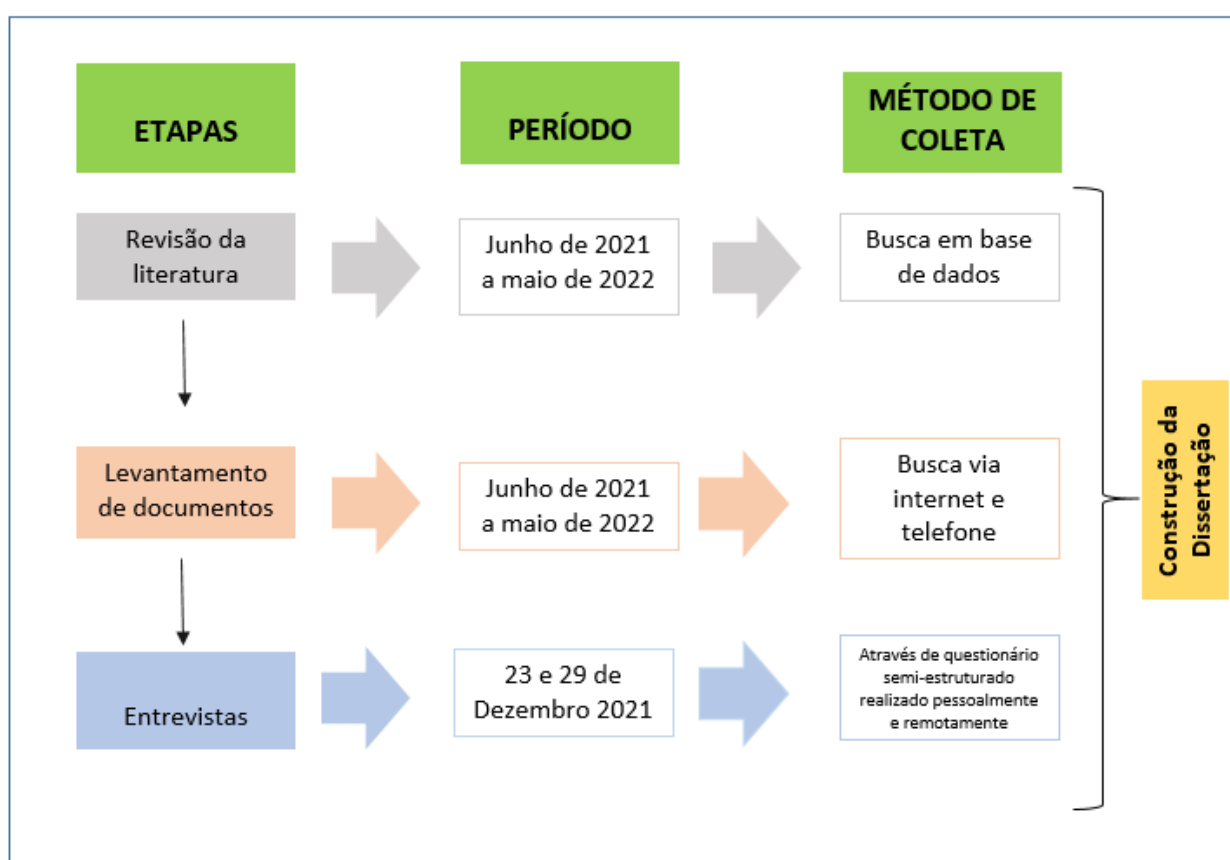 ETAPAS
PERÍODO
MÉTODO DE
COLETA
Revisão da
literatura
Junho de 2021
a maio de 2022
Busca em base
de dados
Levantamento
de documentos
Junho de 2021
a maio de 2022
Busca via
internet e
telefone
Entrevistas
23 e 29 de
Dezembro 2021
Através de questionário
semi-estruturado
realizado pessoalmente
e remotamente
Construção da
Dissertação